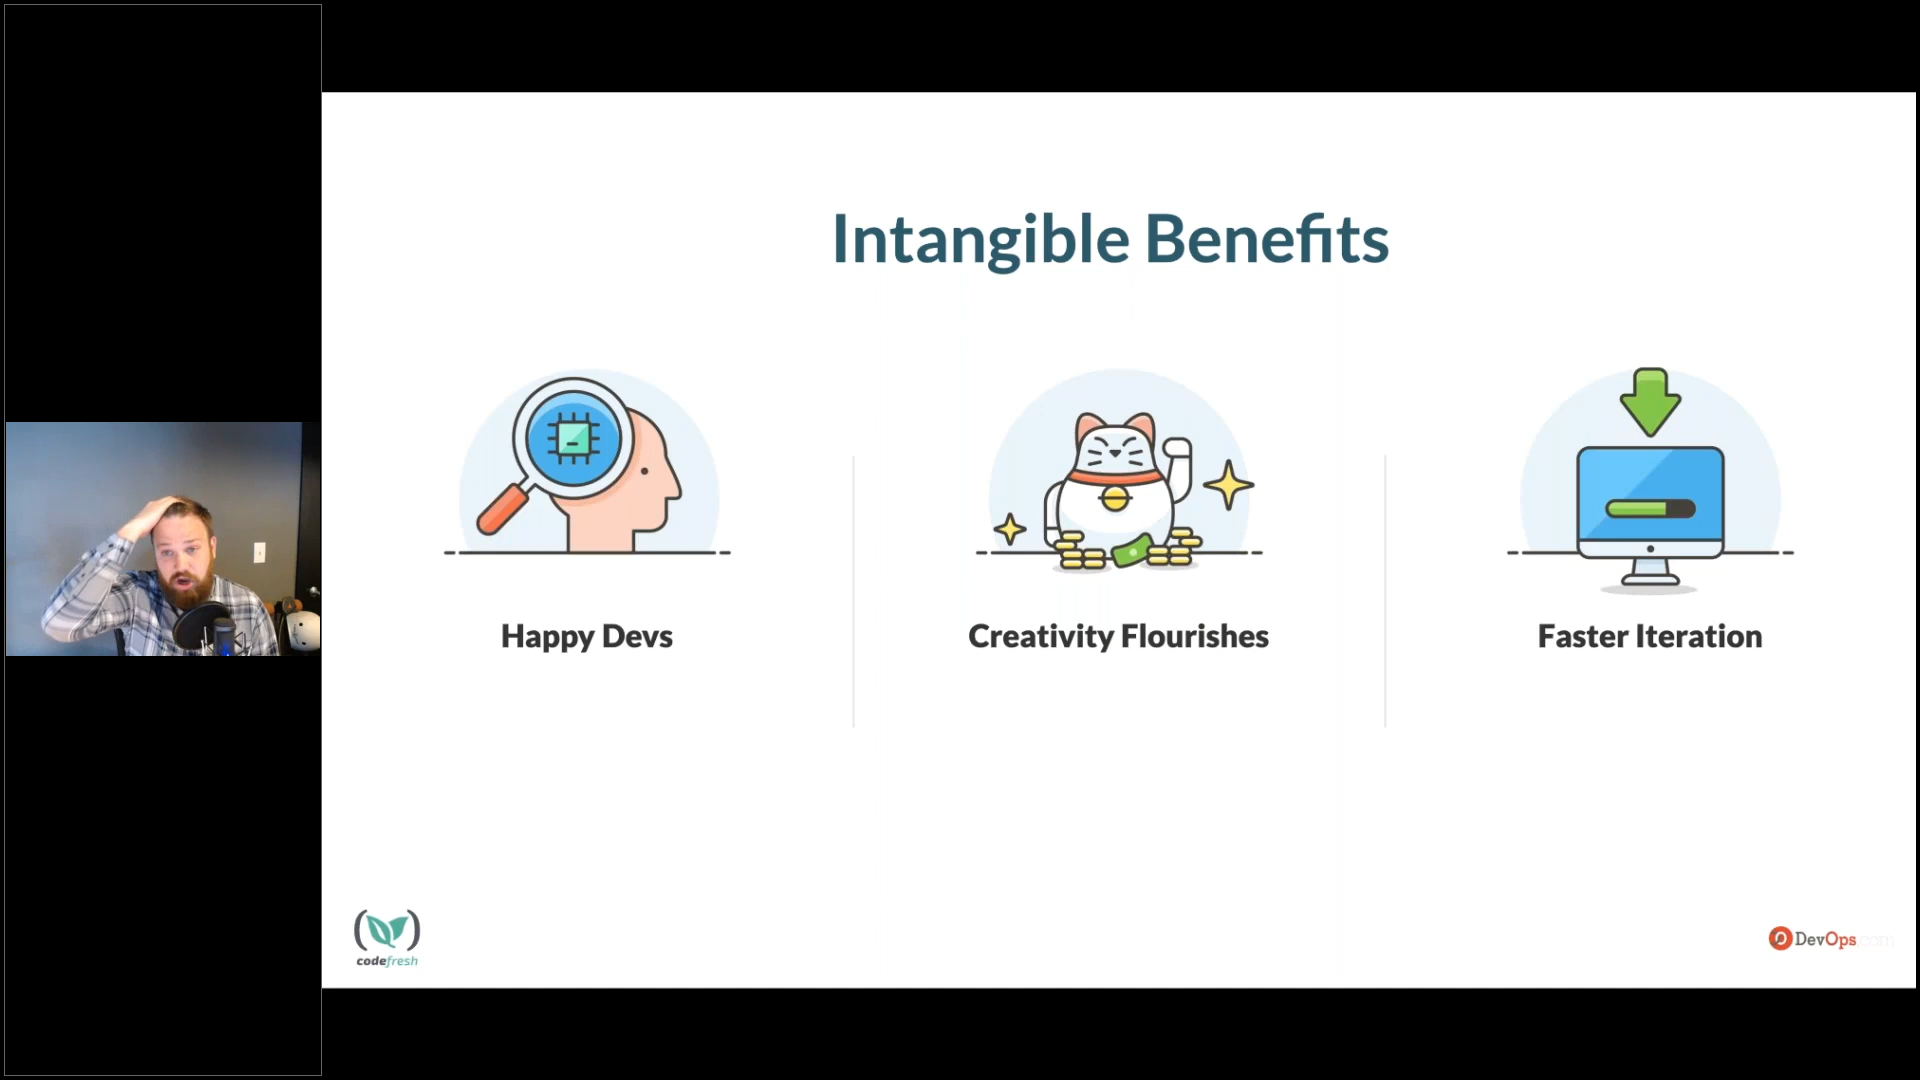 Intangible Benefits
Happy Devs
Creativity Flourishes
Faster Iteration
codefresh
DevOps.com